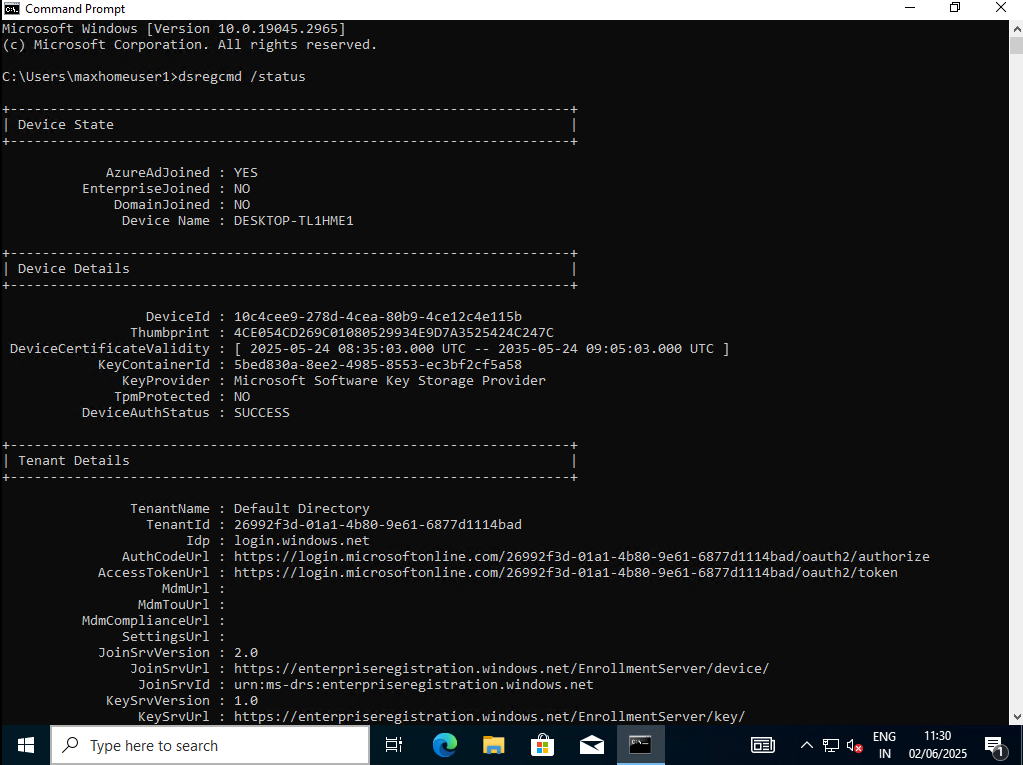 Command Prompt
Microsoft Windows [Version 10.0.19045.2965]
(c) Microsoft Corporation. All rights reserved.
C:\Users\maxhomeuser1>dsregcmd /status
+----------------------------------------------------------------------+
| Device State                                                         |
+----------------------------------------------------------------------+
AzureAdJoined : YES
EnterpriseJoined : NO
DomainJoined : NO
Device Name : DESKTOP-TL1HME1
+----------------------------------------------------------------------+
| Device Details                                                       |
+----------------------------------------------------------------------+
DeviceId : 10c4cee9-278d-4cea-80b9-4ce12c4e115b
Thumbprint : 4CE054CD269C01080529934E9D7A3525424C247C
DeviceCertificateValidity : [ 2025-05-24 08:35:03.000 UTC -- 2035-05-24 09:05:03.000 UTC ]
KeyContainerId : 5bed830a-8ee2-4985-8553-ec3bf2cf5a58
KeyProvider : Microsoft Software Key Storage Provider
TpmProtected : NO
DeviceAuthStatus : SUCCESS
+----------------------------------------------------------------------+
| Tenant Details                                                       |
+----------------------------------------------------------------------+
TenantName : Default Directory
TenantId : 26992f3d-01a1-4b80-9e61-6877d1114bad
Idp : login.windows.net
AuthCodeUrl : https://login.microsoftonline.com/26992f3d-01a1-4b80-9e61-6877d1114bad/oauth2/authorize
AccessTokenUrl : https://login.microsoftonline.com/26992f3d-01a1-4b80-9e61-6877d1114bad/oauth2/token
MdmUrl :
MdmTouUrl :
MdmComplianceUrl :
SettingsUrl :
JoinSrvVersion : 2.0
JoinSrvUrl : https://enterpriseregistration.windows.net/EnrollmentServer/device/
JoinSrvId : urn:ms-drs:enterpriseregistration.windows.net
KeySrvVersion : 1.0
KeySrvUrl : https://enterpriseregistration.windows.net/EnrollmentServer/key/
Type here to search
ENG
IN
11:30
02/06/2025
1